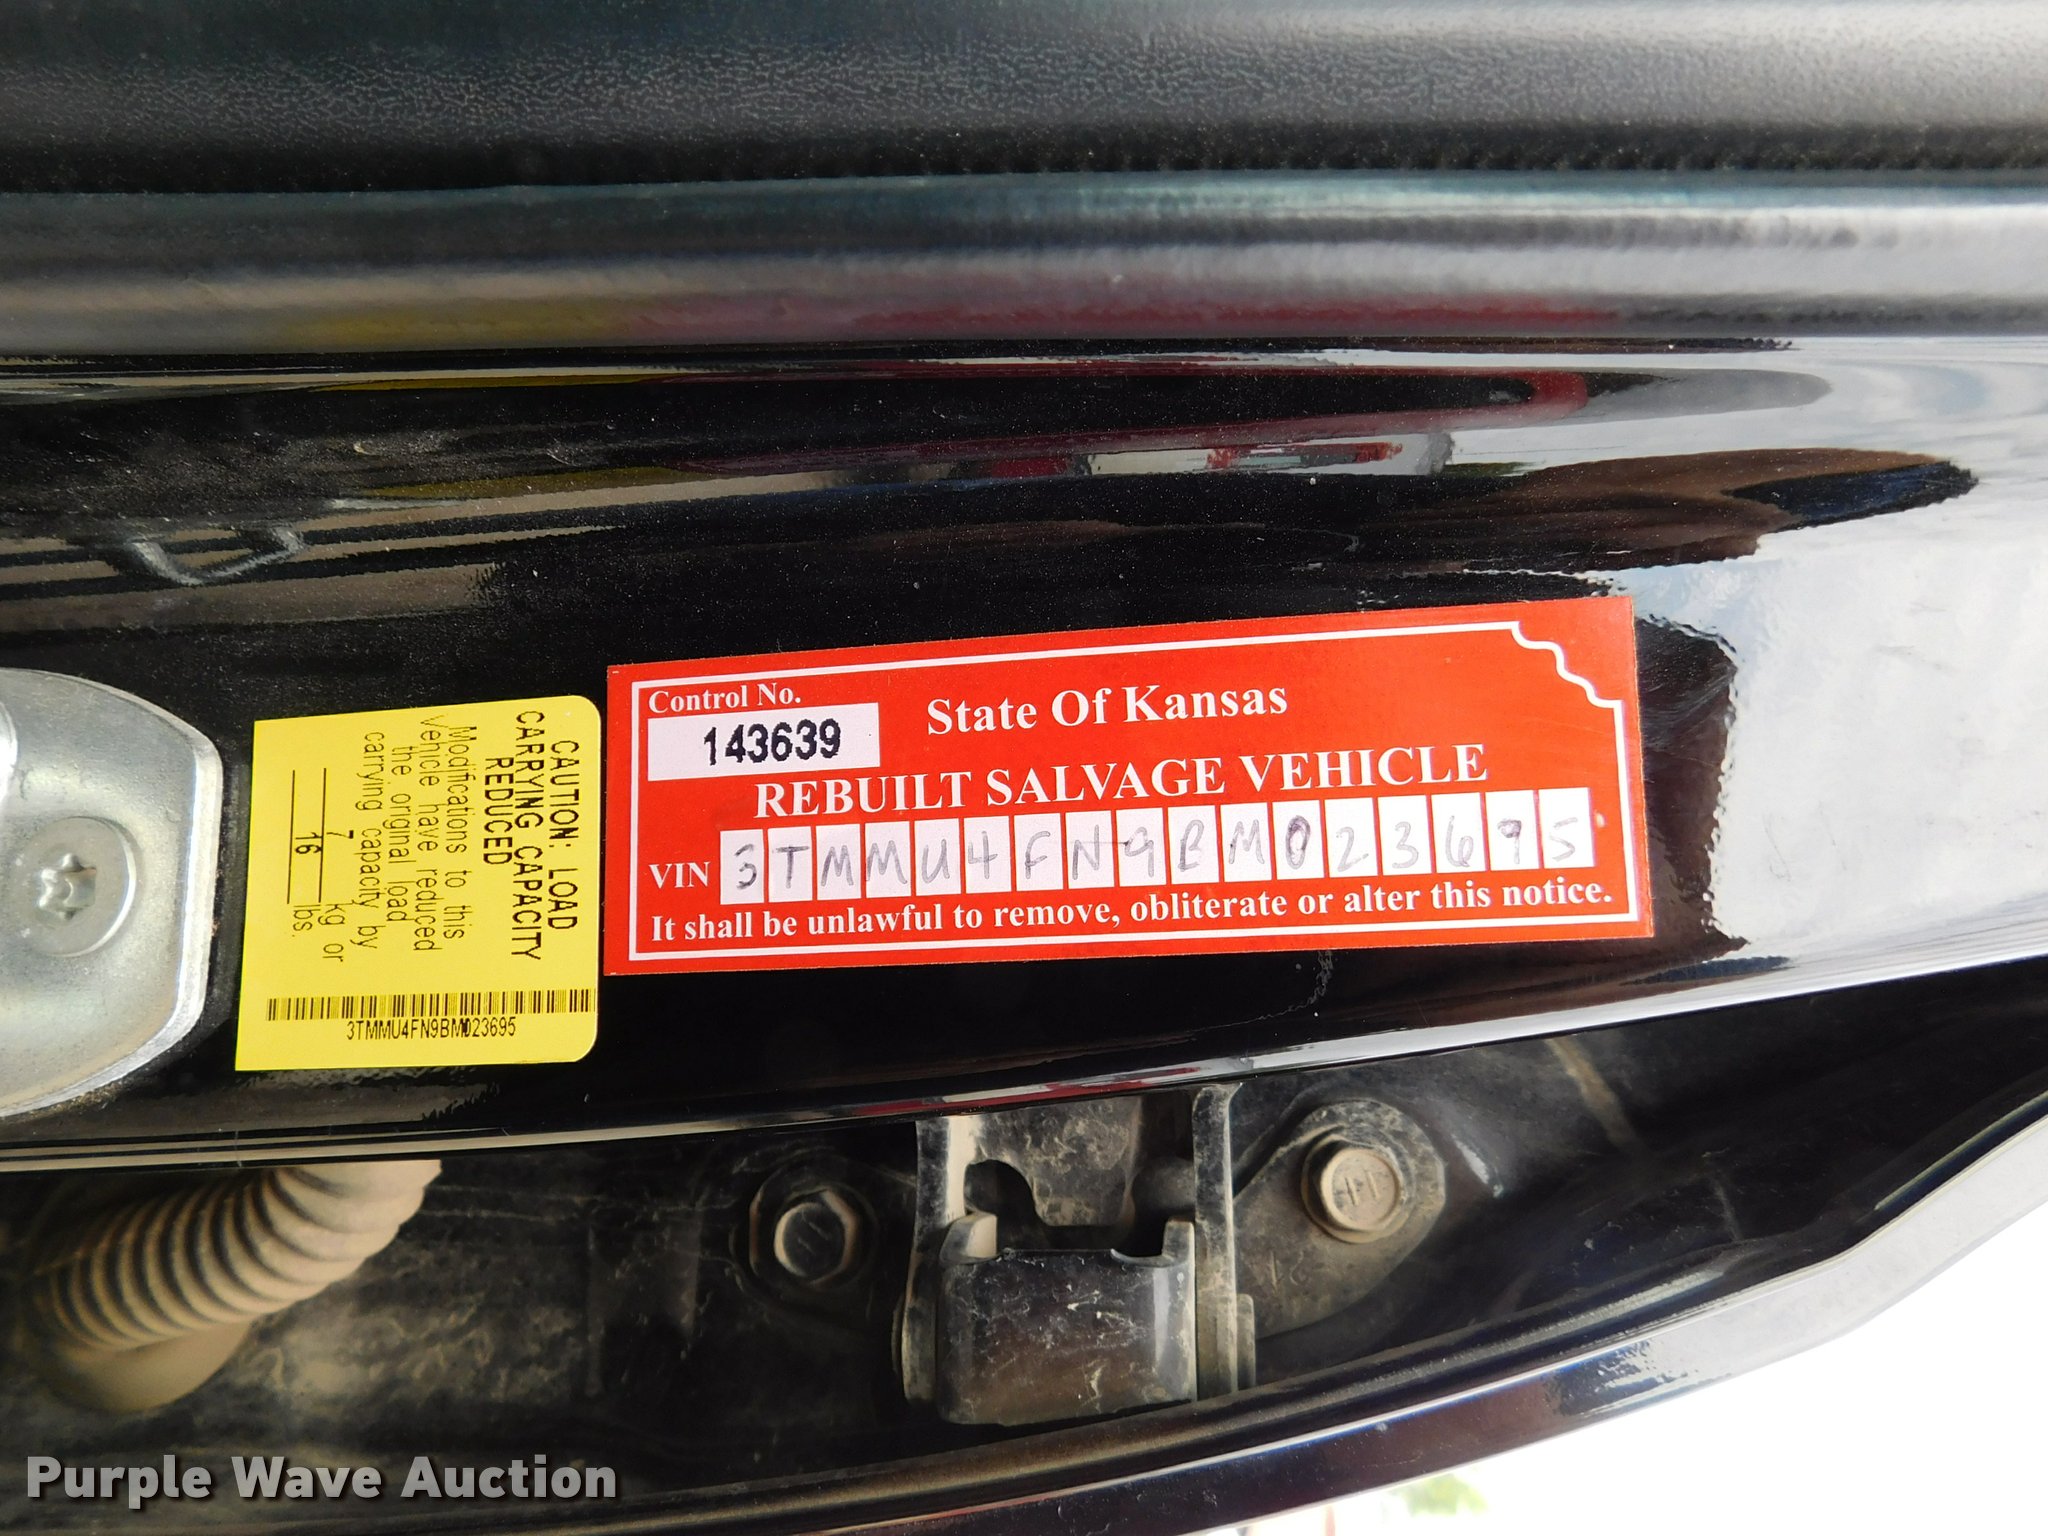 CAUTION: LOAD
CARRYING CAPACITY
REDUCED
Modifications to this
vehicle have reduced
the original load
carrying capacity by
7 kg or
16 lbs.
3TMMU4FN9BM023695
Control No.
143639
State Of Kansas
REBUILT SALVAGE VEHICLE
VIN 3TMMU4FN9BM023695
It shall be unlawful to remove, obliterate or alter this notice.
11
Purple Wave Auction